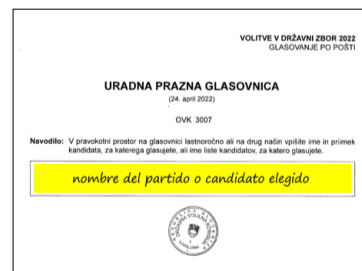 VOLITVE V DRŽAVNI ZBOR 2022
GLASOVANJE PO POŠTI
URADNA PRAZNA GLASOVNICA
(24. april 2022)
OVK 3007
Navodilo: V pravokotni prostor na glasovnici lastnoročno ali na drug način vpišite ime in priimek
kandidata, za katerega glasujete, ali ime liste kandidatov, za katero glasujete.
nombre del partido o candidato elegido